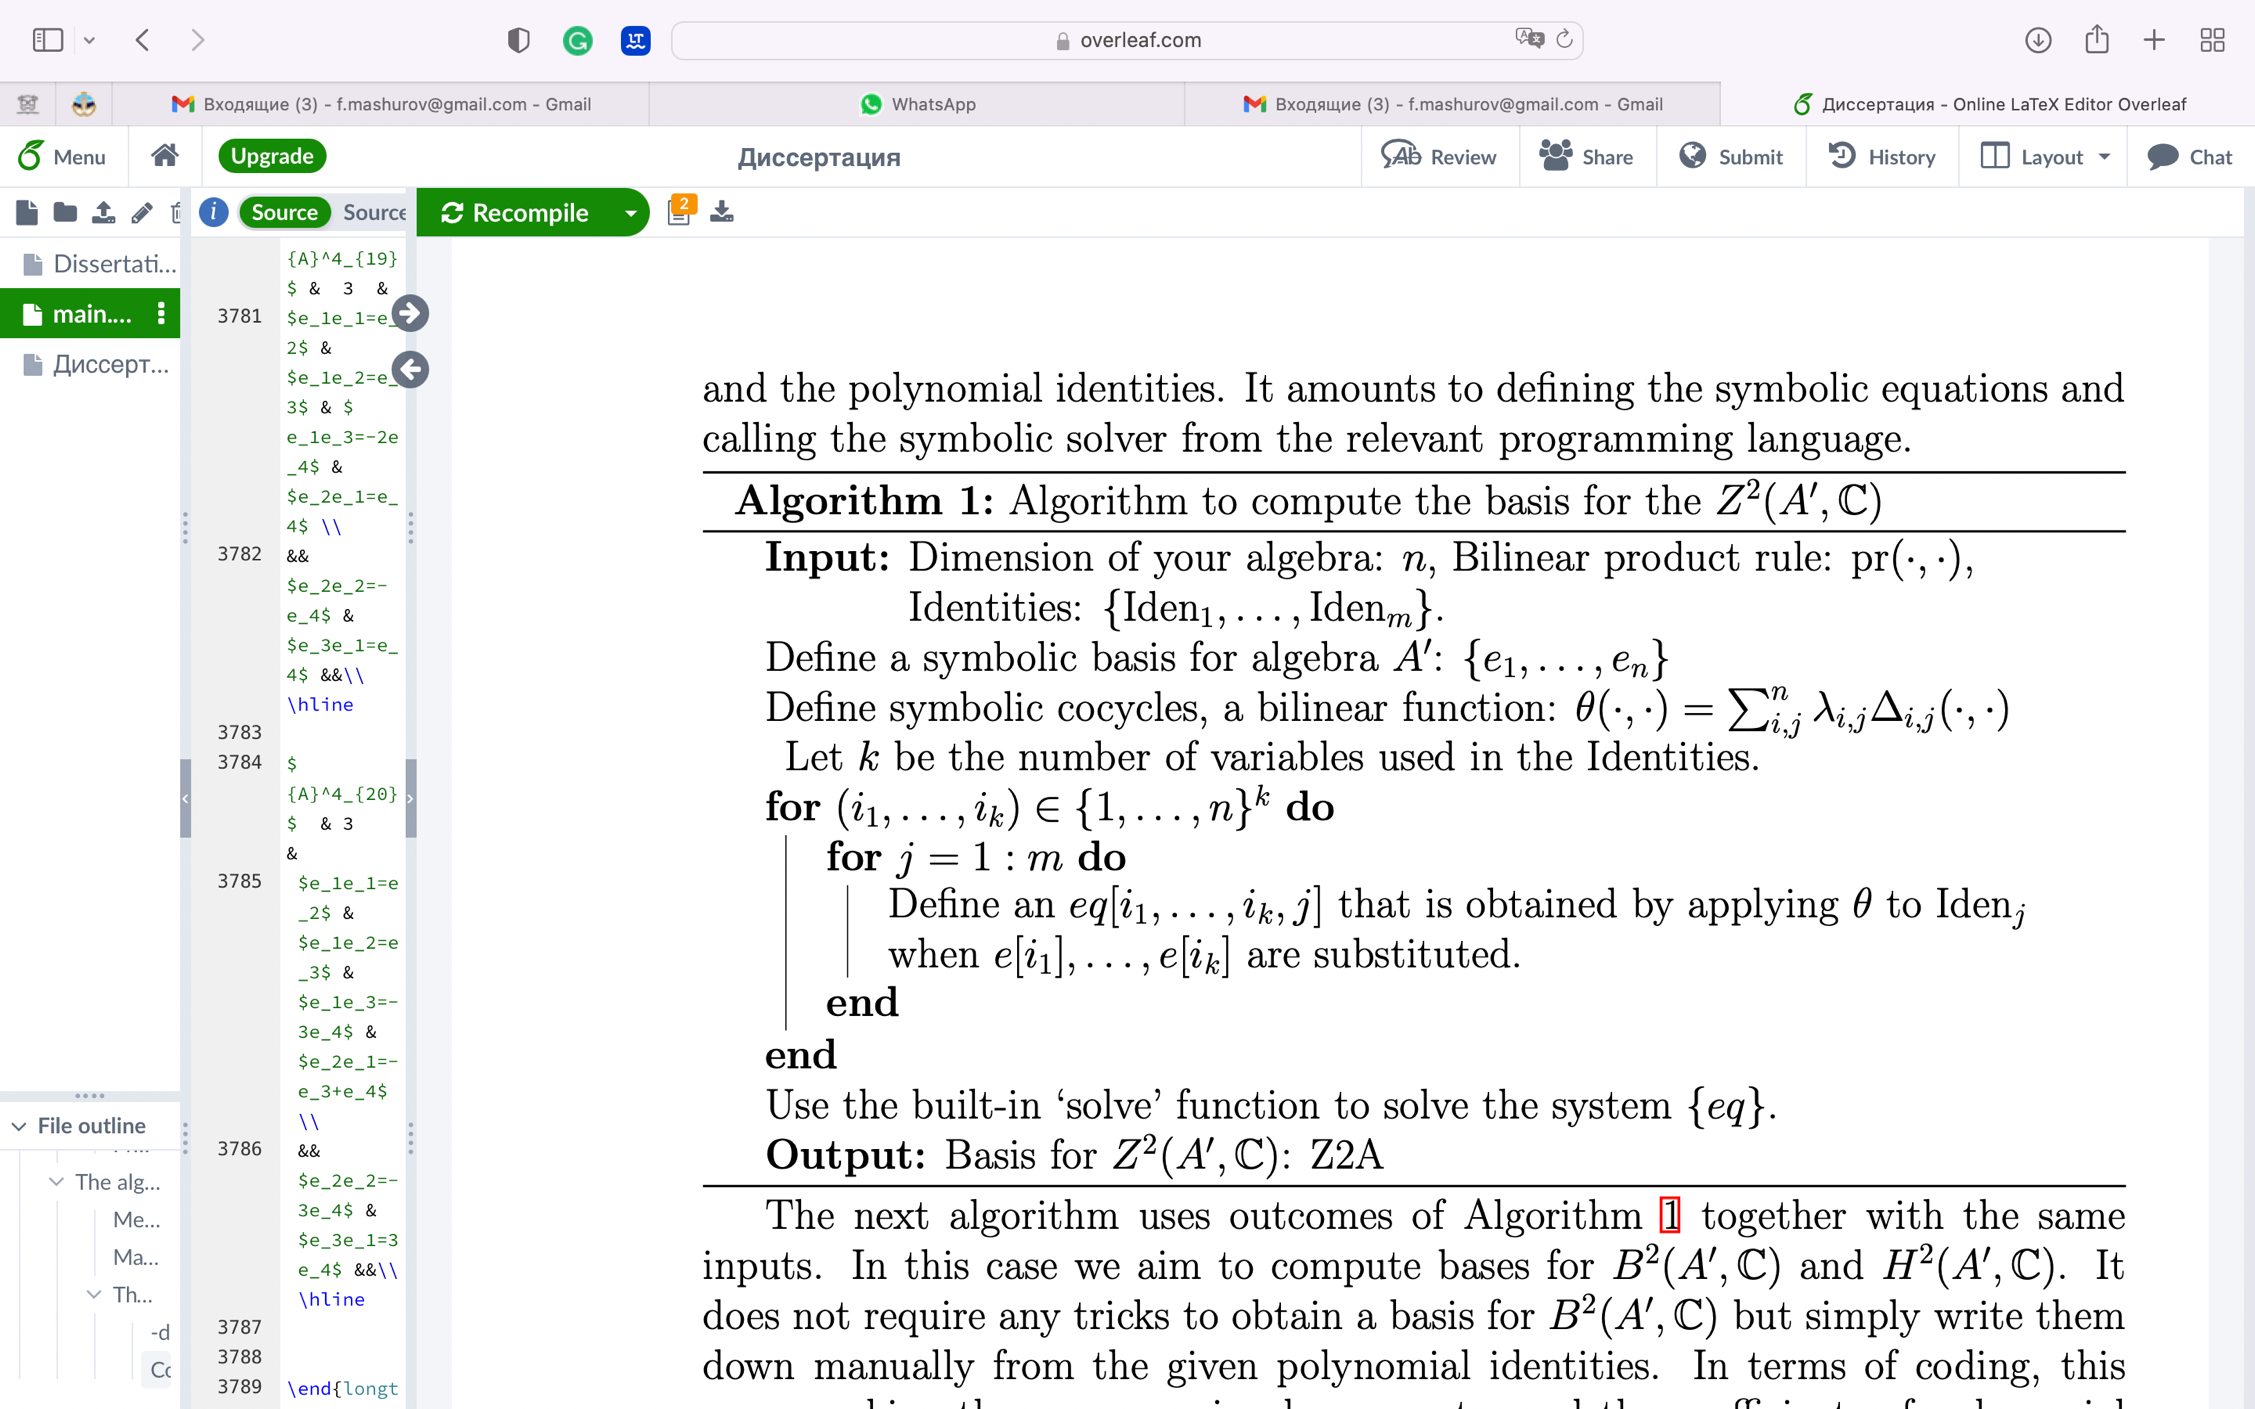 overleaf.com
Входящие (3) - f.mashurov@gmail.com - Gmail
WhatsApp
Входящие (3) - f.mashurov@gmail.com - Gmail
Диссертация - Online LaTeX Editor Overleaf
Menu
Upgrade
Диссертация
Review
Share
Submit
History
Layout
Chat
Source
Source
Recompile
2
Dissertati...
main....
Диссерт...
File outline
The alg...
Me...
Ma...
Th...
-d
Co
{A}^4_{19}
$ & 3 &
3781 $e_1e_1=e_
2$ &
$e_1e_2=e_
3$ & $
e_1e_3=-2e
_4$ &
$e_2e_1=e_
4$ \\
3782 &&
$e_2e_2=-
e_4$ &
$e_3e_1=e_
4$ &&\\
\hline
3783
3784 $
{A}^4_{20}
$ & 3
&
3785 $e_1e_1=e
_2$ &
$e_1e_2=e
_3$ &
$e_1e_3=-
3e_4$ &
$e_2e_1=-
e_3+e_4$
\\
3786 &&
$e_2e_2=-
3e_4$ &
$e_3e_1=3
e_4$ &&\\
\hline
3787
3788
3789 \end{longt
and the polynomial identities. It amounts to defining the symbolic equations and
calling the symbolic solver from the relevant programming language.
Algorithm 1: Algorithm to compute the basis for the Z²(A′, ℂ)
Input: Dimension of your algebra: n, Bilinear product rule: pr(·, ·),
Identities: {Iden₁, . . . , Idenₘ}.
Define a symbolic basis for algebra A′: {e₁, . . . , eₙ}
Define symbolic cocycles, a bilinear function: θ(·, ·) = ∑ⁿᵢ,ⱼ λᵢ,ⱼΔᵢ,ⱼ(·, ·)
Let k be the number of variables used in the Identities.
for (i₁, . . . , iₖ) ∈ {1, . . . , n}ᵏ do
for j = 1 : m do
Define an eq[i₁, . . . , iₖ, j] that is obtained by applying θ to Idenⱼ
when e[i₁], . . . , e[iₖ] are substituted.
end
end
Use the built-in ‘solve’ function to solve the system {eq}.
Output: Basis for Z²(A′, ℂ): Z2A
The next algorithm uses outcomes of Algorithm 1 together with the same
inputs. In this case we aim to compute bases for B²(A′, ℂ) and H²(A′, ℂ). It
does not require any tricks to obtain a basis for B²(A′, ℂ) but simply write them
down manually from the given polynomial identities. In terms of coding, this